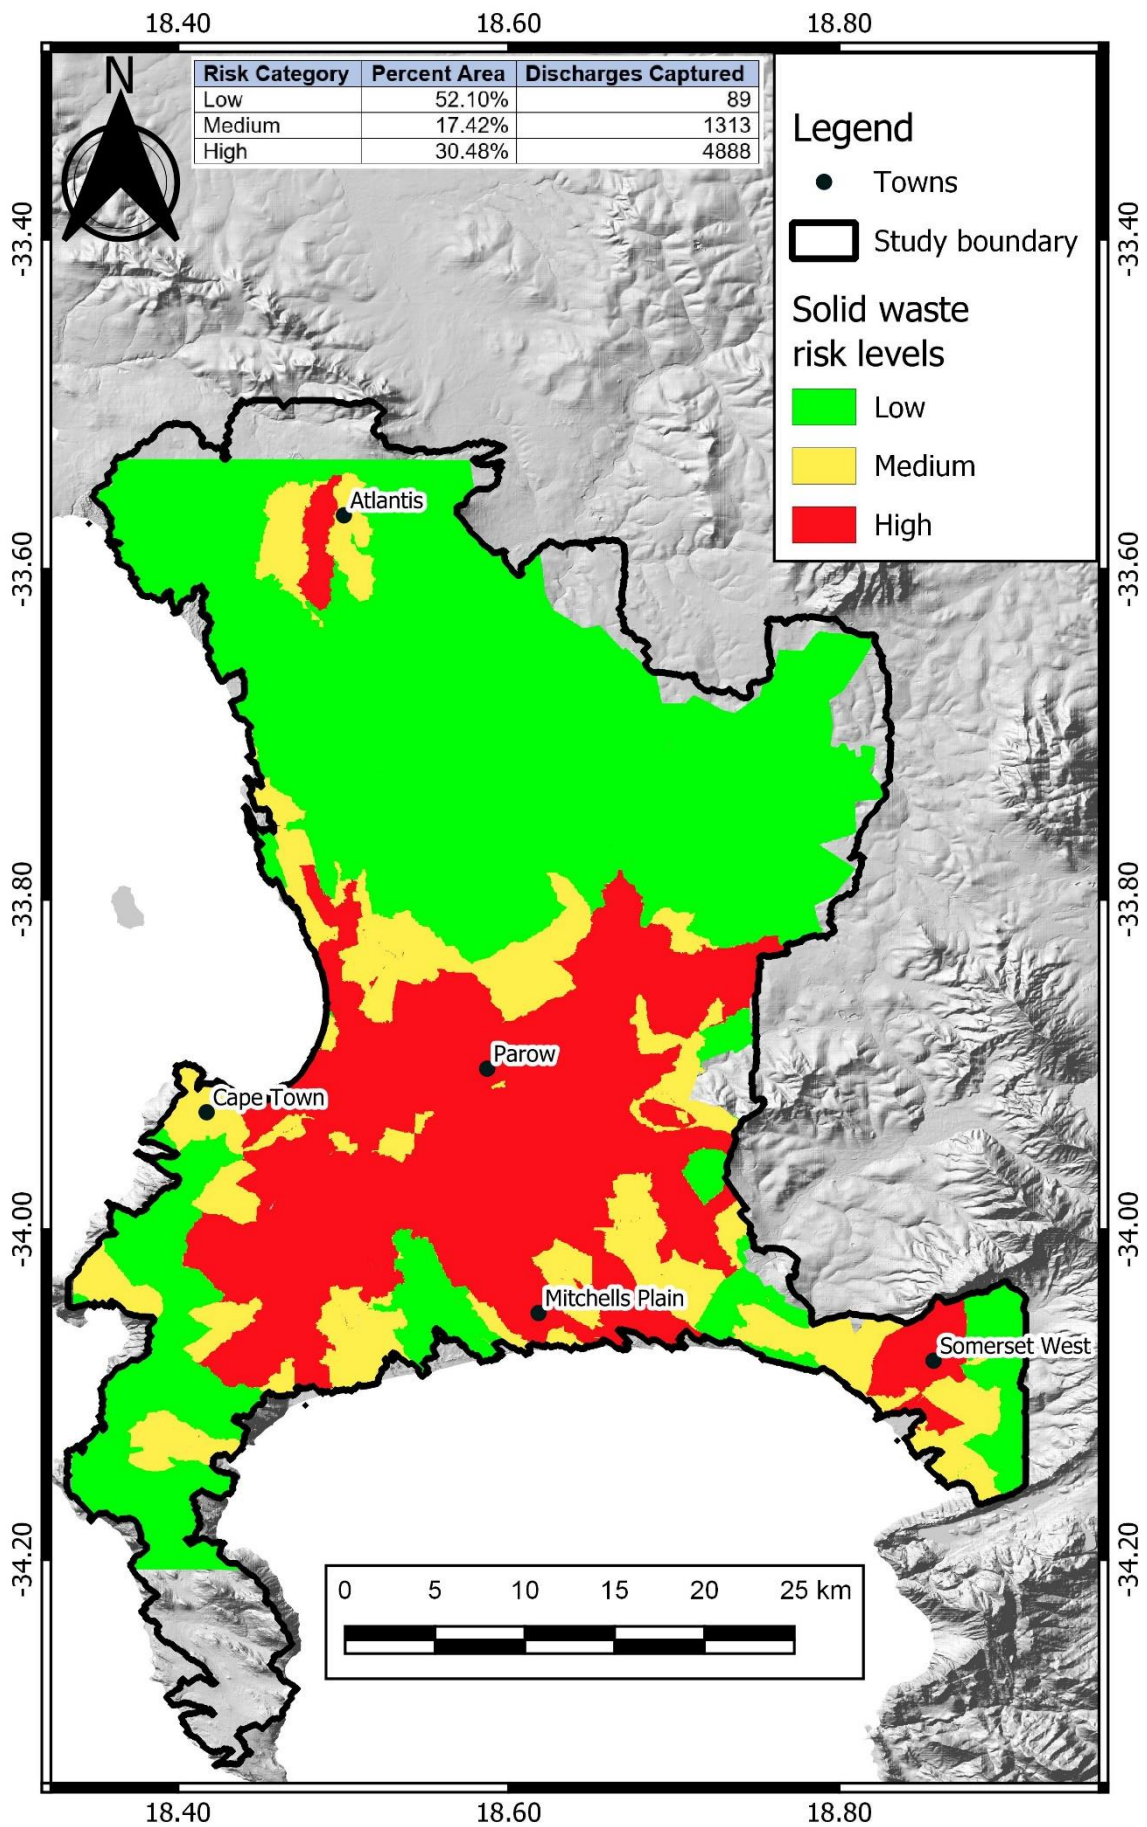 18.40 18.60 18.80
N
Risk Category Percent Area Discharges Captured
Low 52.10% 89
Medium 17.42% 1313
High 30.48% 4888
Legend
Towns
Study boundary
Solid waste
risk levels
Low
Medium
High
-33.40 -33.40
-33.60 -33.60
-33.80 -33.80
-34.00 -34.00
-34.20 -34.20
Atlantis
Parow
Cape Town
Mitchells Plain
Somerset West
0 5 10 15 20 25 km
18.40 18.60 18.80